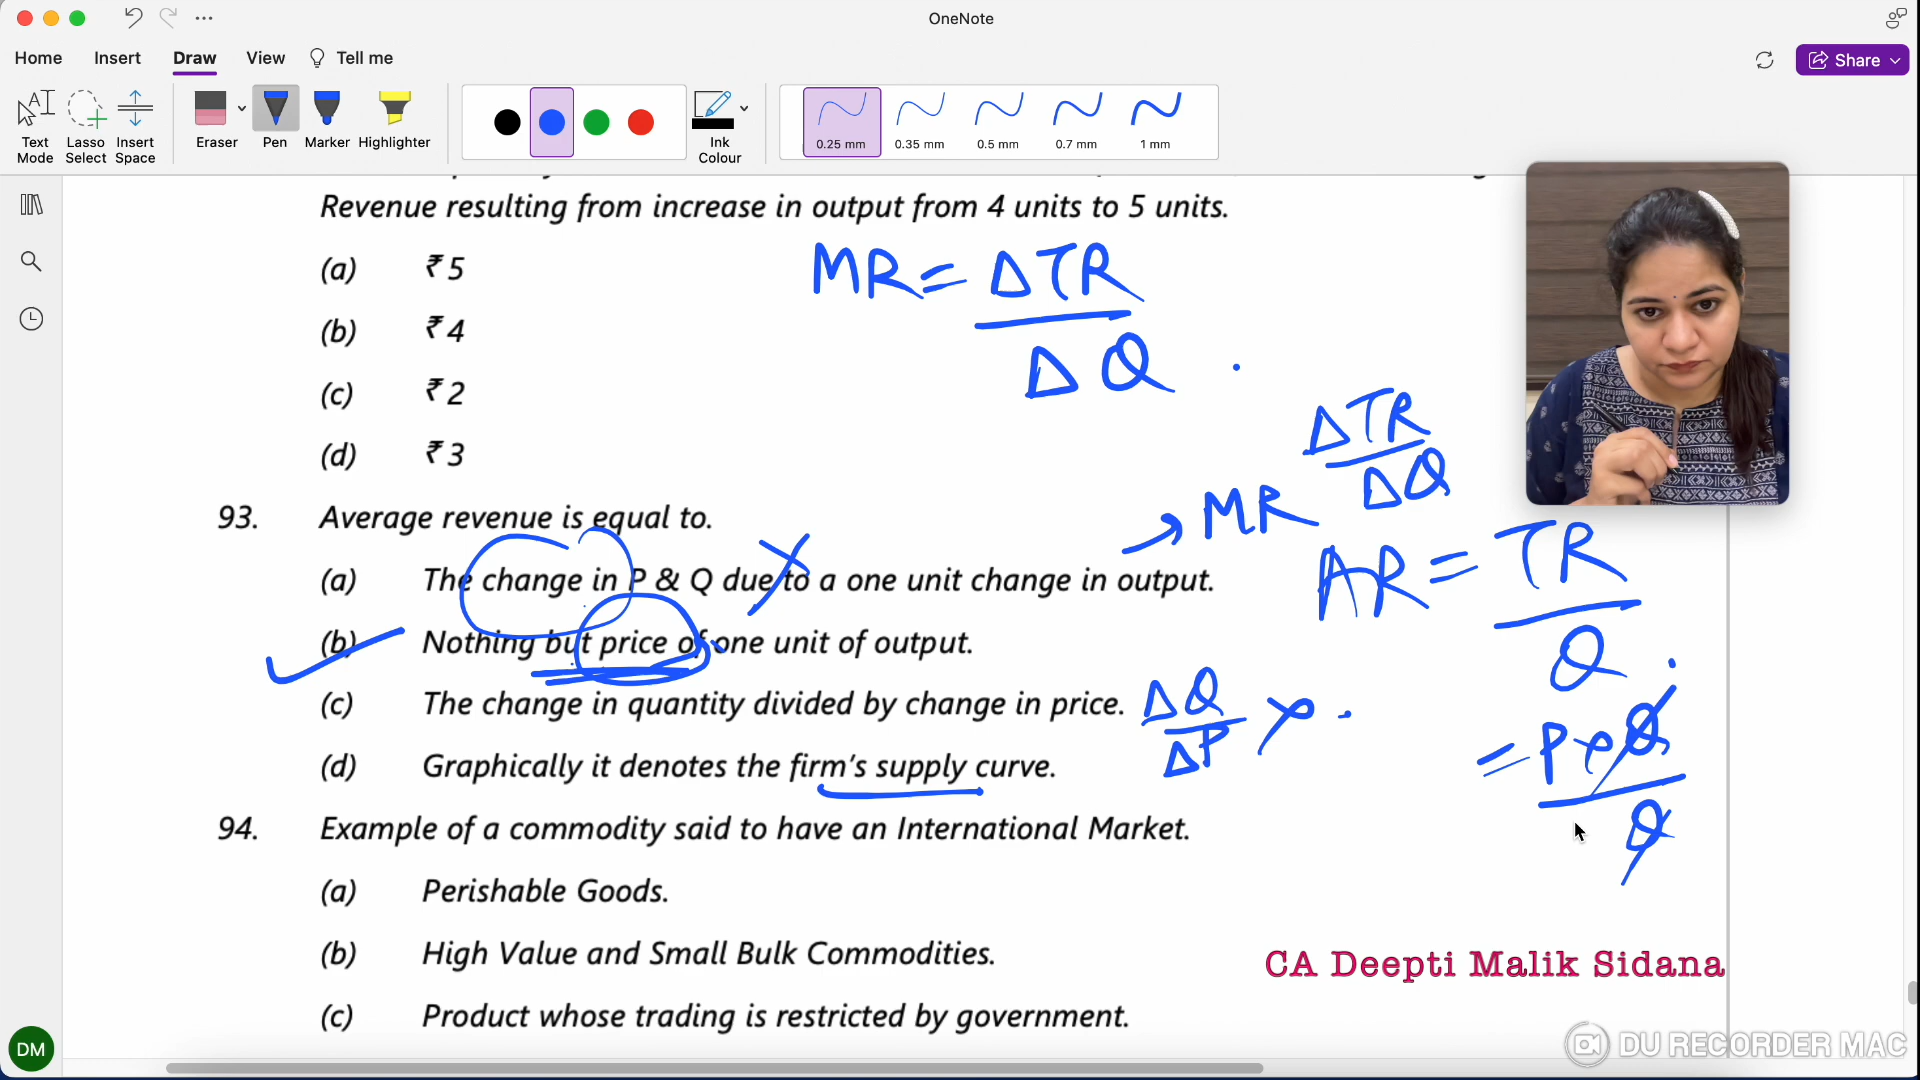 OneNote
Home Insert Draw View Tell me
Share
Text Mode
Lasso Select
Insert Space
Eraser
Pen
Marker
Highlighter
Ink Colour
0.25 mm
0.35 mm
0.5 mm
0.7 mm
1 mm
Revenue resulting from increase in output from 4 units to 5 units.
(a) ₹ 5
(b) ₹ 4
(c) ₹ 2
(d) ₹ 3
MR = ΔTR
ΔQ
ΔTR
ΔQ
→ MR
93. Average revenue is equal to.
(a) The change in P & Q due to a one unit change in output.
AR = TR
Q
(b) Nothing but price of one unit of output.
(c) The change in quantity divided by change in price.
ΔQ
ΔP
= P × Q
Q
(d) Graphically it denotes the firm's supply curve.
94. Example of a commodity said to have an International Market.
(a) Perishable Goods.
(b) High Value and Small Bulk Commodities.
CA Deepti Malik Sidana
(c) Product whose trading is restricted by government.
DM
DU RECORDER MAC